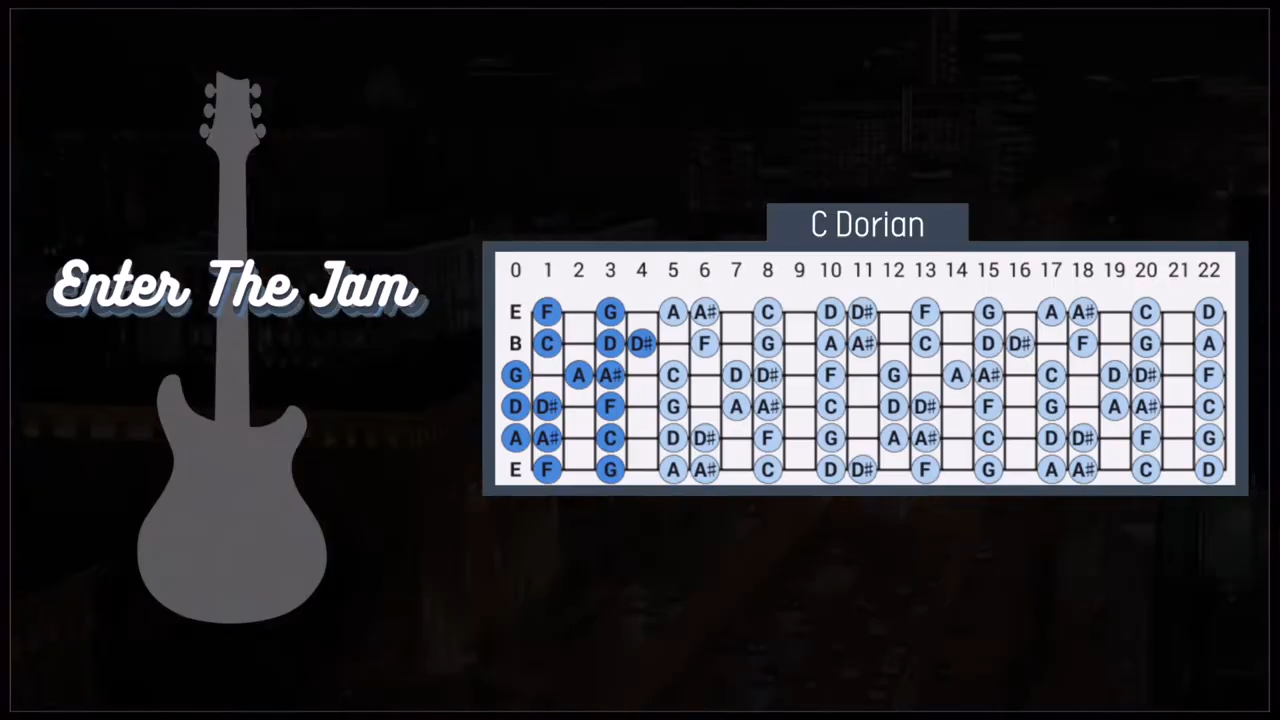 Enter The Jam
C Dorian
0 1 2 3 4 5 6 7 8 9 10 11 12 13 14 15 16 17 18 19 20 21 22
E F G A A# C D D# F G A A# C D
B C D D# F G A A# C D D# F G A
G A A# C D D# F G A A# C D D# F
D D# F G A A# C D D# F G A A# C
A A# C D D# F G A A# C D D# F G
E F G A A# C D D# F G A A# C D